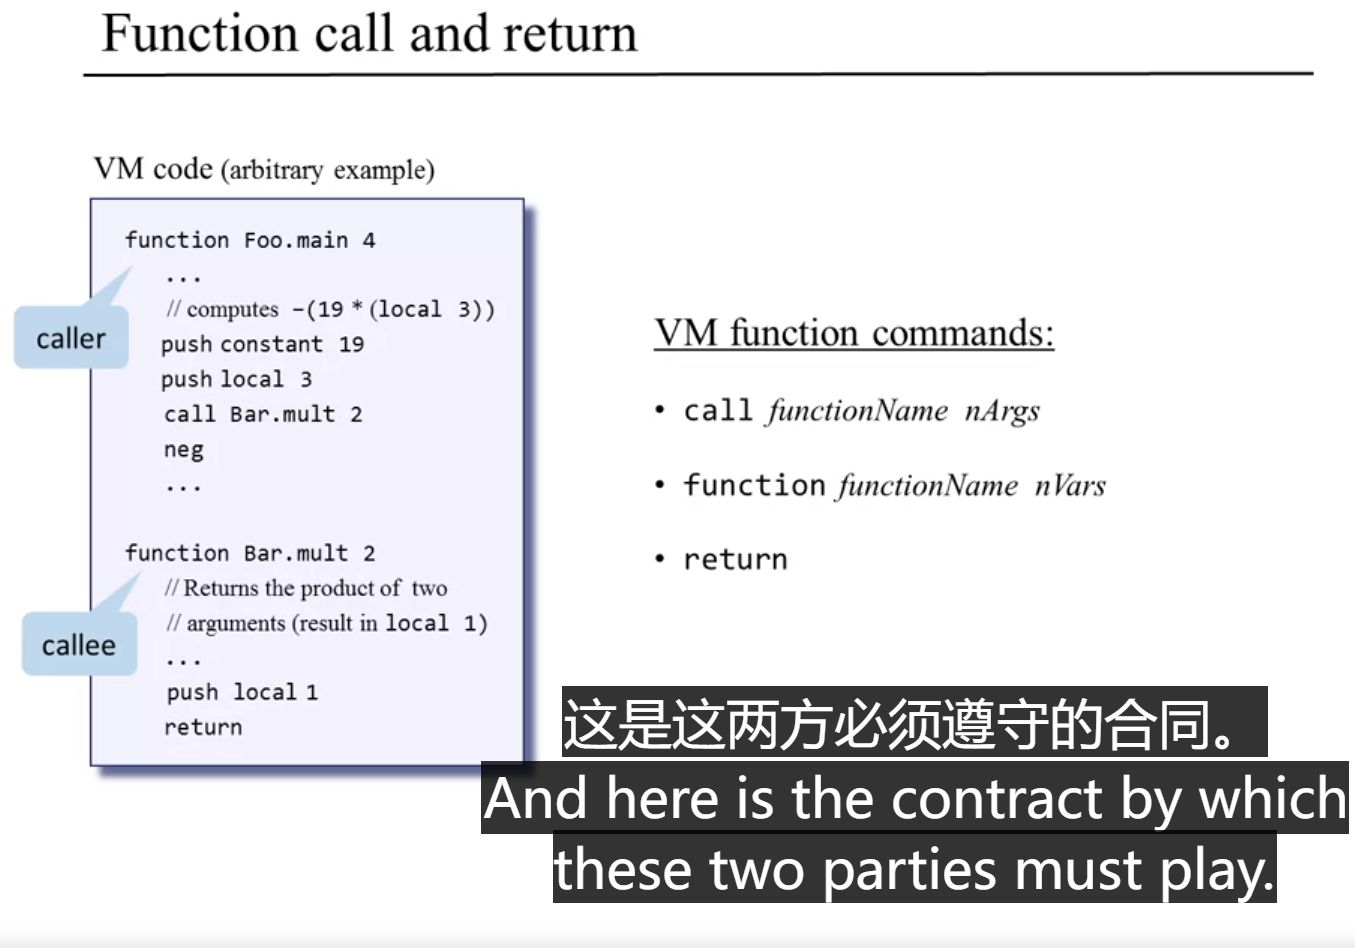 Function call and return
VM code (arbitrary example)
function Foo.main 4
...
// computes -(19 * (local 3))
push constant 19
push local 3
call Bar.mult 2
neg
...
function Bar.mult 2
// Returns the product of two
// arguments (result in local 1)
...
push local 1
return
caller
callee
VM function commands:
• call functionName nArgs
• function functionName nVars
• return
这是这两方必须遵守的合同。
And here is the contract by which
these two parties must play.